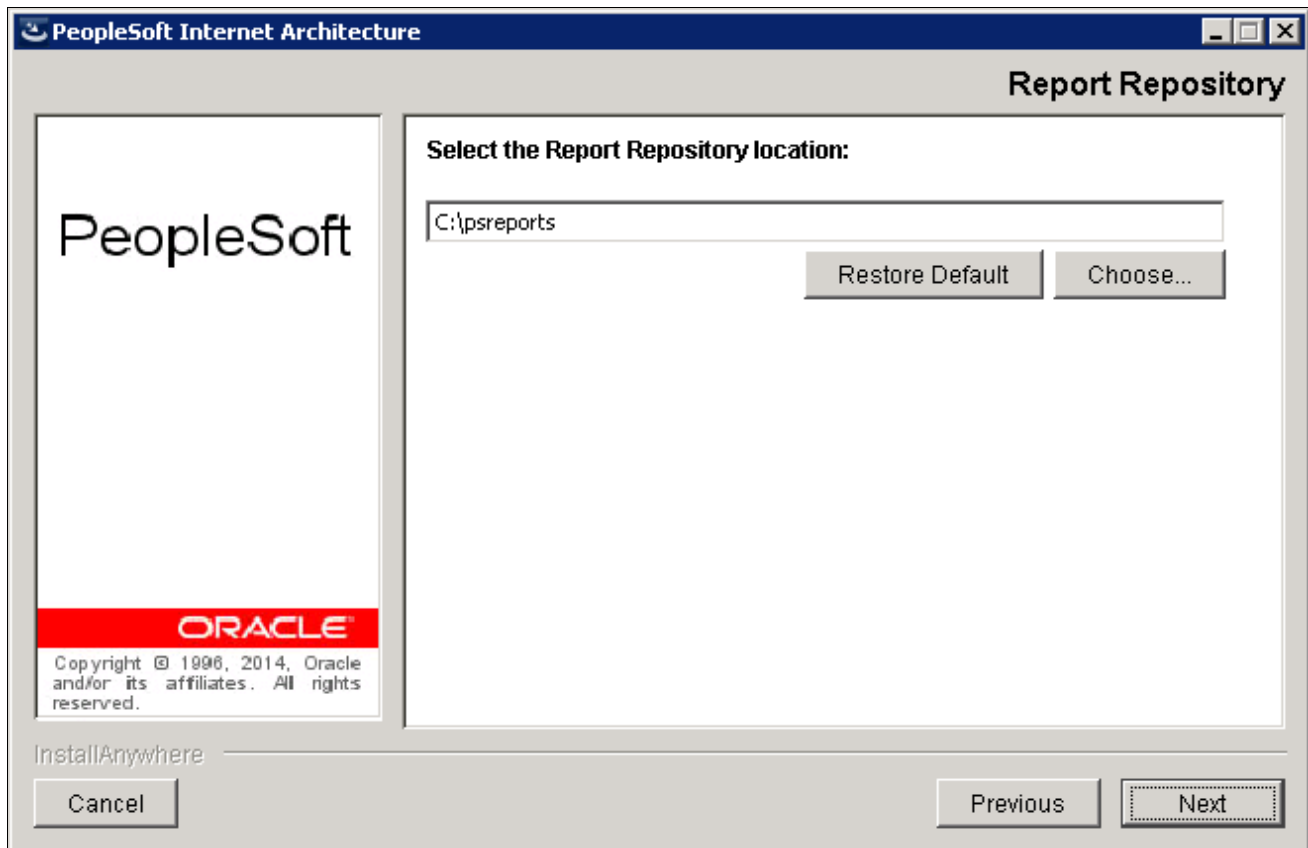 PeopleSoft Internet Architecture
Report Repository
PeopleSoft
ORACLE
Copyright © 1996, 2014, Oracle
and/or its affiliates. All rights
reserved.
Select the Report Repository location:
C:\psreports
Restore Default
Choose...
InstallAnywhere
Cancel
Previous
Next